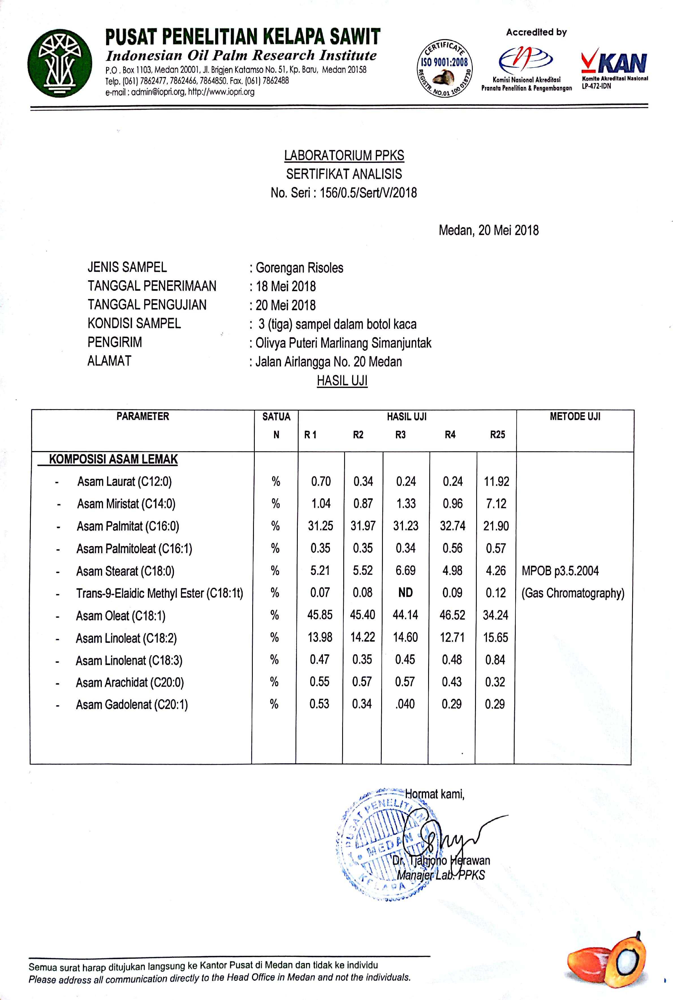 PUSAT PENELITIAN KELAPA SAWIT
Indonesian Oil Palm Research Institute
P.O. Box 1103, Medan 20001, Jl. Brigjen Katamso No. 51, Kp. Baru, Medan 20158
Telp. (061) 7862477, 7862466, 7864850. Fax. (061) 7862488
e-mail : admin@iopri.org, http://www.iopri.org
CERTIFICATE
ISO 9001:2008
REGISTR. NO.01 100 018730
Accredited by
Komisi Nasional Akreditasi
Pranata Penelitian & Pengembangan
KAN
Komite Akreditasi Nasional
LP-472-IDN
LABORATORIUM PPKS
SERTIFIKAT ANALISIS
No. Seri : 156/0.5/Sert/V/2018
Medan, 20 Mei 2018
JENIS SAMPEL : Gorengan Risoles
TANGGAL PENERIMAAN : 18 Mei 2018
TANGGAL PENGUJIAN : 20 Mei 2018
KONDISI SAMPEL : 3 (tiga) sampel dalam botol kaca
PENGIRIM : Olivya Puteri Marlinang Simanjuntak
ALAMAT : Jalan Airlangga No. 20 Medan
HASIL UJI
PARAMETER SATUA HASIL UJI METODE UJI
N R 1 R2 R3 R4 R25
KOMPOSISI ASAM LEMAK
- Asam Laurat (C12:0) % 0.70 0.34 0.24 0.24 11.92
- Asam Miristat (C14:0) % 1.04 0.87 1.33 0.96 7.12
- Asam Palmitat (C16:0) % 31.25 31.97 31.23 32.74 21.90
- Asam Palmitoleat (C16:1) % 0.35 0.35 0.34 0.56 0.57
- Asam Stearat (C18:0) % 5.21 5.52 6.69 4.98 4.26 MPOB p3.5.2004
- Trans-9-Elaidic Methyl Ester (C18:1t) % 0.07 0.08 ND 0.09 0.12 (Gas Chromatography)
- Asam Oleat (C18:1) % 45.85 45.40 44.14 46.52 34.24
- Asam Linoleat (C18:2) % 13.98 14.22 14.60 12.71 15.65
- Asam Linolenat (C18:3) % 0.47 0.35 0.45 0.48 0.84
- Asam Arachidat (C20:0) % 0.55 0.57 0.57 0.43 0.32
- Asam Gadolenat (C20:1) % 0.53 0.34 .040 0.29 0.29
Hormat kami,
PUSAT PENELITIAN
MEDAN
KELAPA
Dr. Tjahjono Herawan
Manajer Lab. PPKS
Semua surat harap ditujukan langsung ke Kantor Pusat di Medan dan tidak ke individu
Please address all communication directly to the Head Office in Medan and not the individuals.